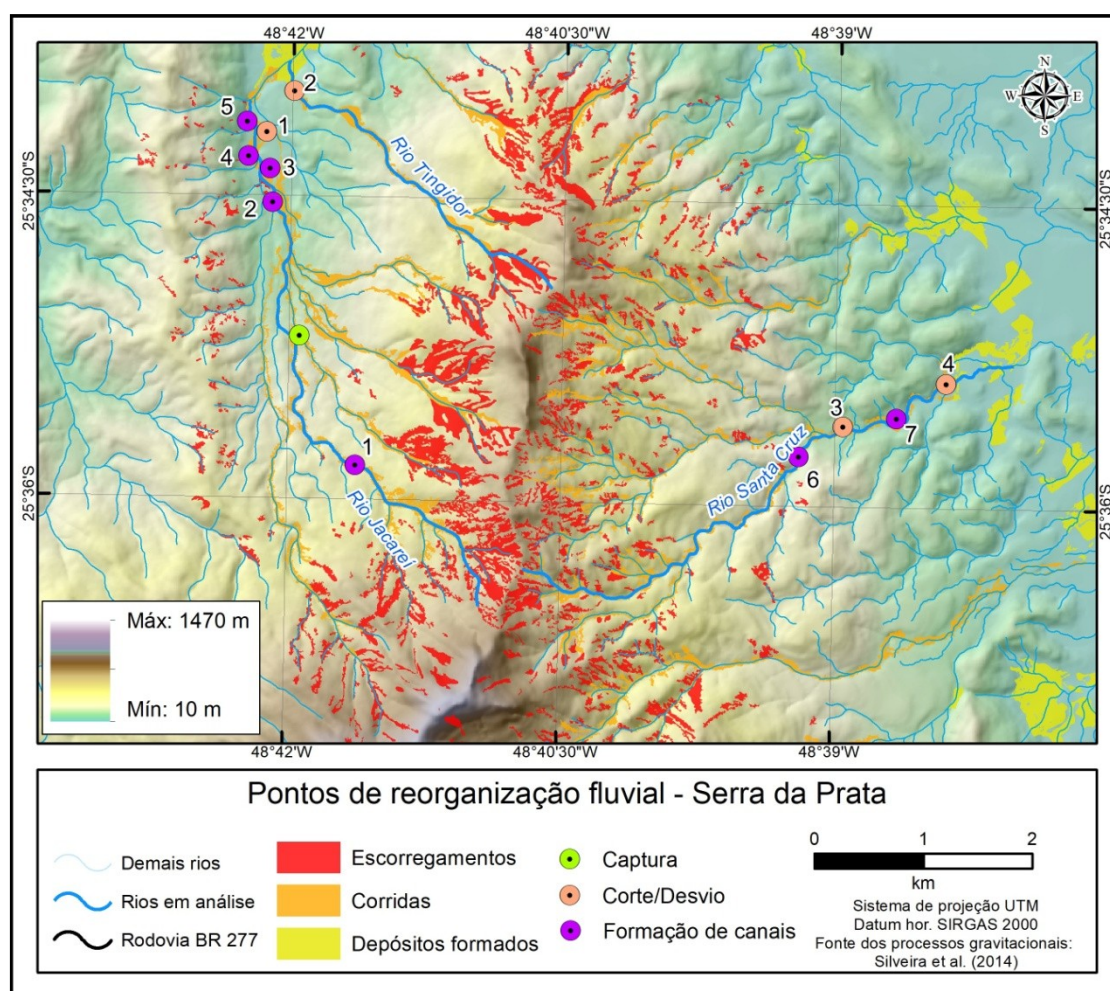 48°42'W 48°40'30"W 48°39'W
N
W E
S
2
5
1
4
3
2
Rio Tingidor
25°34'30"S
25°34'30"S
4
3
7
1
6
Rio Santa Cruz
Rio Jacareí
25°36'S
25°36'S
Máx: 1470 m
Mín: 10 m
48°42'W 48°40'30"W 48°39'W
Pontos de reorganização fluvial - Serra da Prata
Demais rios
Rios em análise
Rodovia BR 277
Escorregamentos
Corridas
Depósitos formados
Captura
Corte/Desvio
Formação de canais
0 1 2
km
Sistema de projeção UTM
Datum hor. SIRGAS 2000
Fonte dos processos gravitacionais:
Silveira et al. (2014)